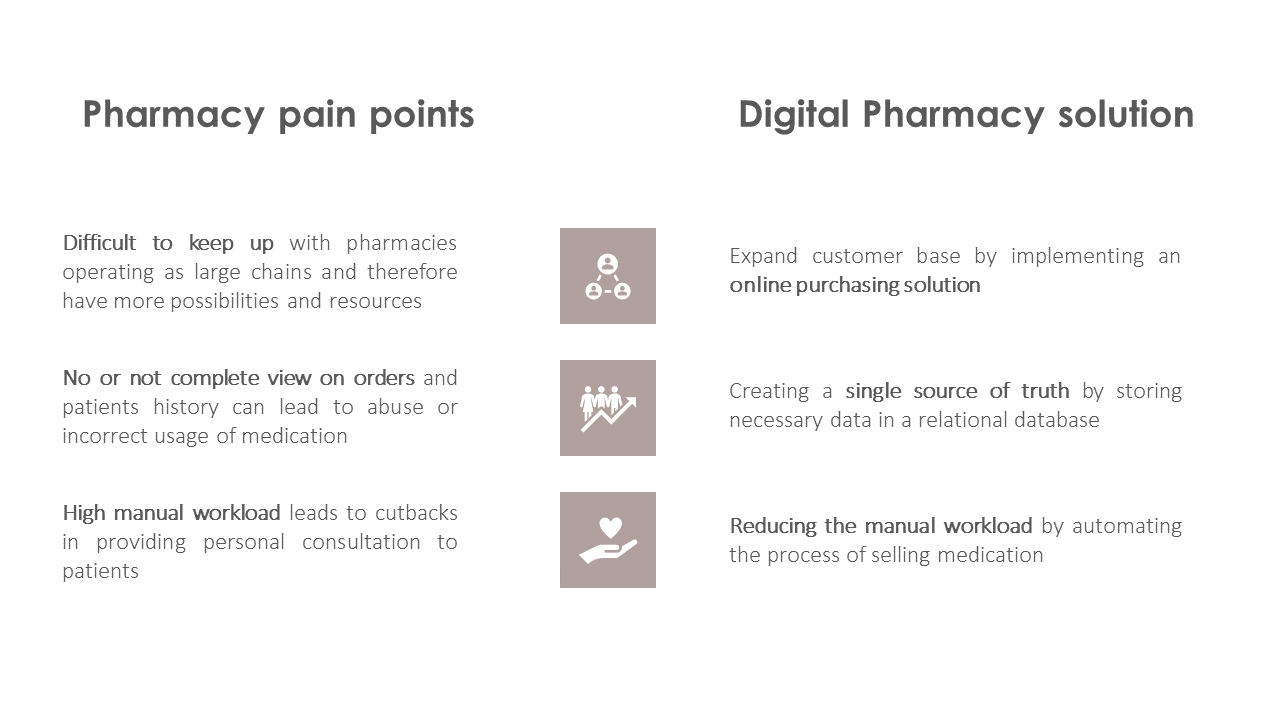 Pharmacy pain points
Digital Pharmacy solution
Difficult to keep up with pharmacies
operating as large chains and therefore
have more possibilities and resources
Expand customer base by implementing an
online purchasing solution
No or not complete view on orders and
patients history can lead to abuse or
incorrect usage of medication
Creating a single source of truth by storing
necessary data in a relational database
High manual workload leads to cutbacks
in providing personal consultation to
patients
Reducing the manual workload by automating
the process of selling medication